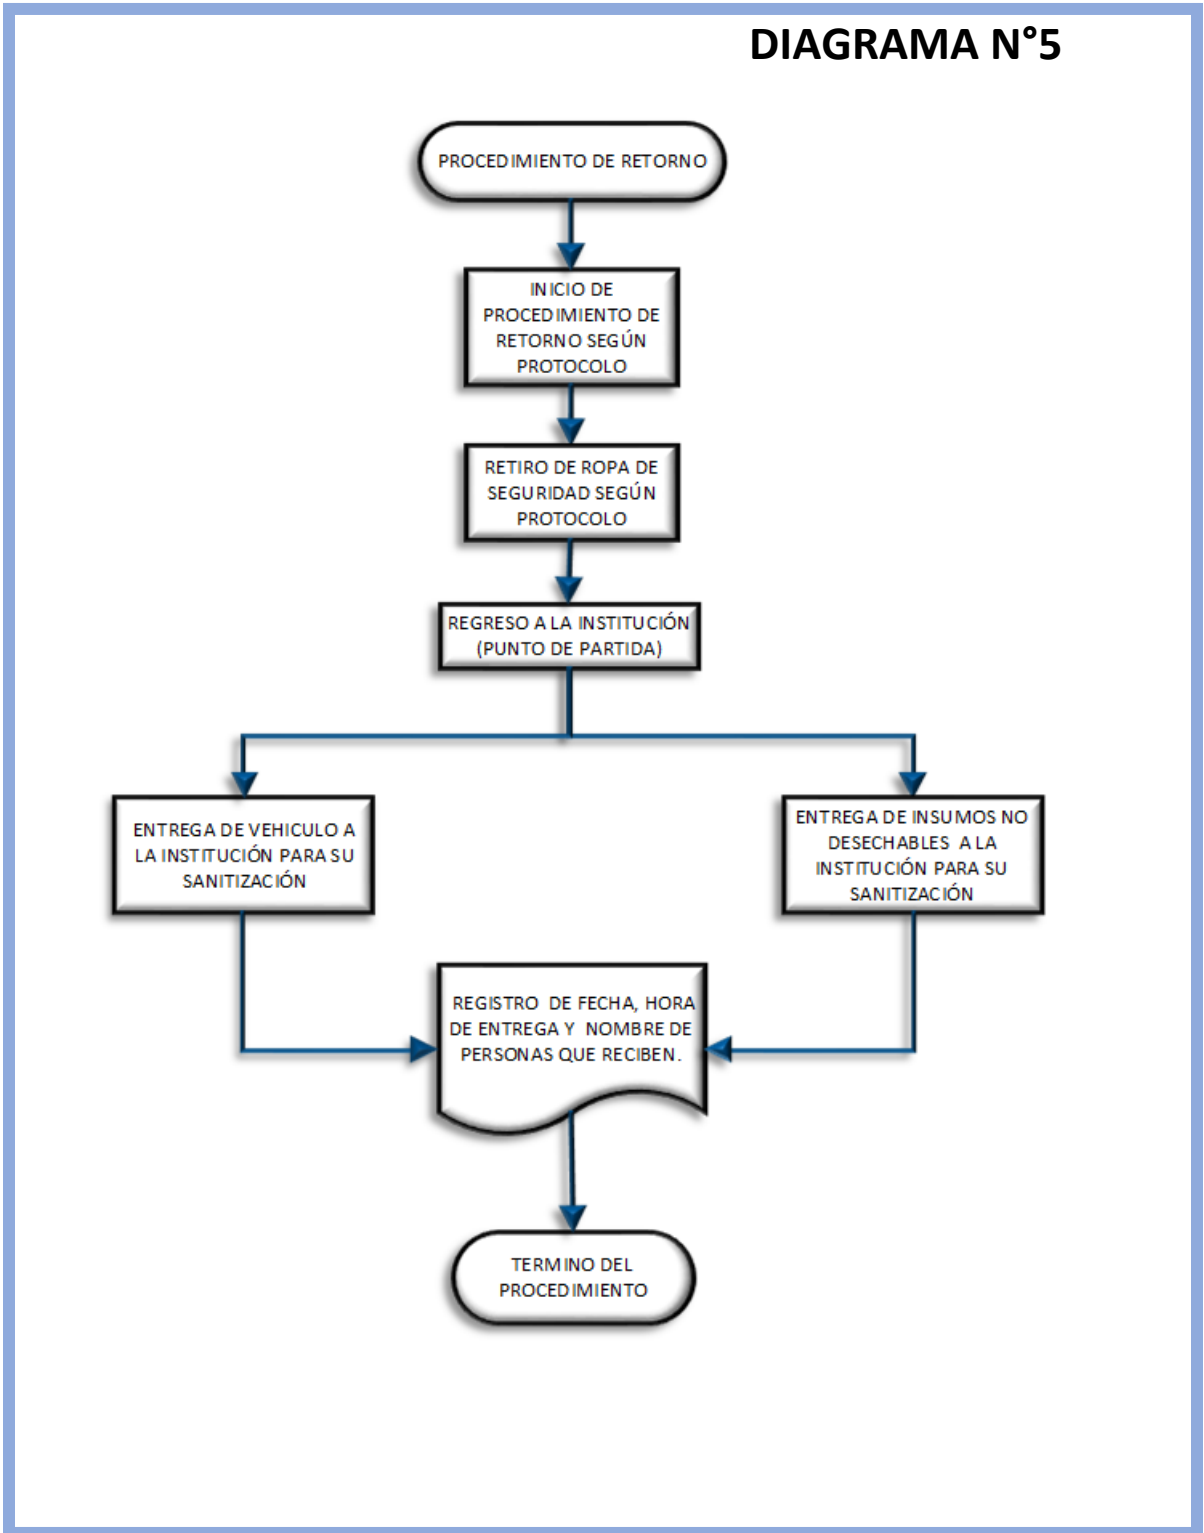 DIAGRAMA N°5
PROCEDIMIENTO DE RETORNO
INICIO DE
PROCEDIMIENTO DE
RETORNO SEGÚN
PROTOCOLO
RETIRO DE ROPA DE
SEGURIDAD SEGÚN
PROTOCOLO
REGRESO A LA INSTITUCIÓN
(PUNTO DE PARTIDA)
ENTREGA DE VEHICULO A
LA INSTITUCIÓN PARA SU
SANITIZACIÓN
ENTREGA DE INSUMOS NO
DESECHABLES A LA
INSTITUCIÓN PARA SU
SANITIZACIÓN
REGISTRO DE FECHA, HORA
DE ENTREGA Y NOMBRE DE
PERSONAS QUE RECIBEN.
TERMINO DEL
PROCEDIMIENTO